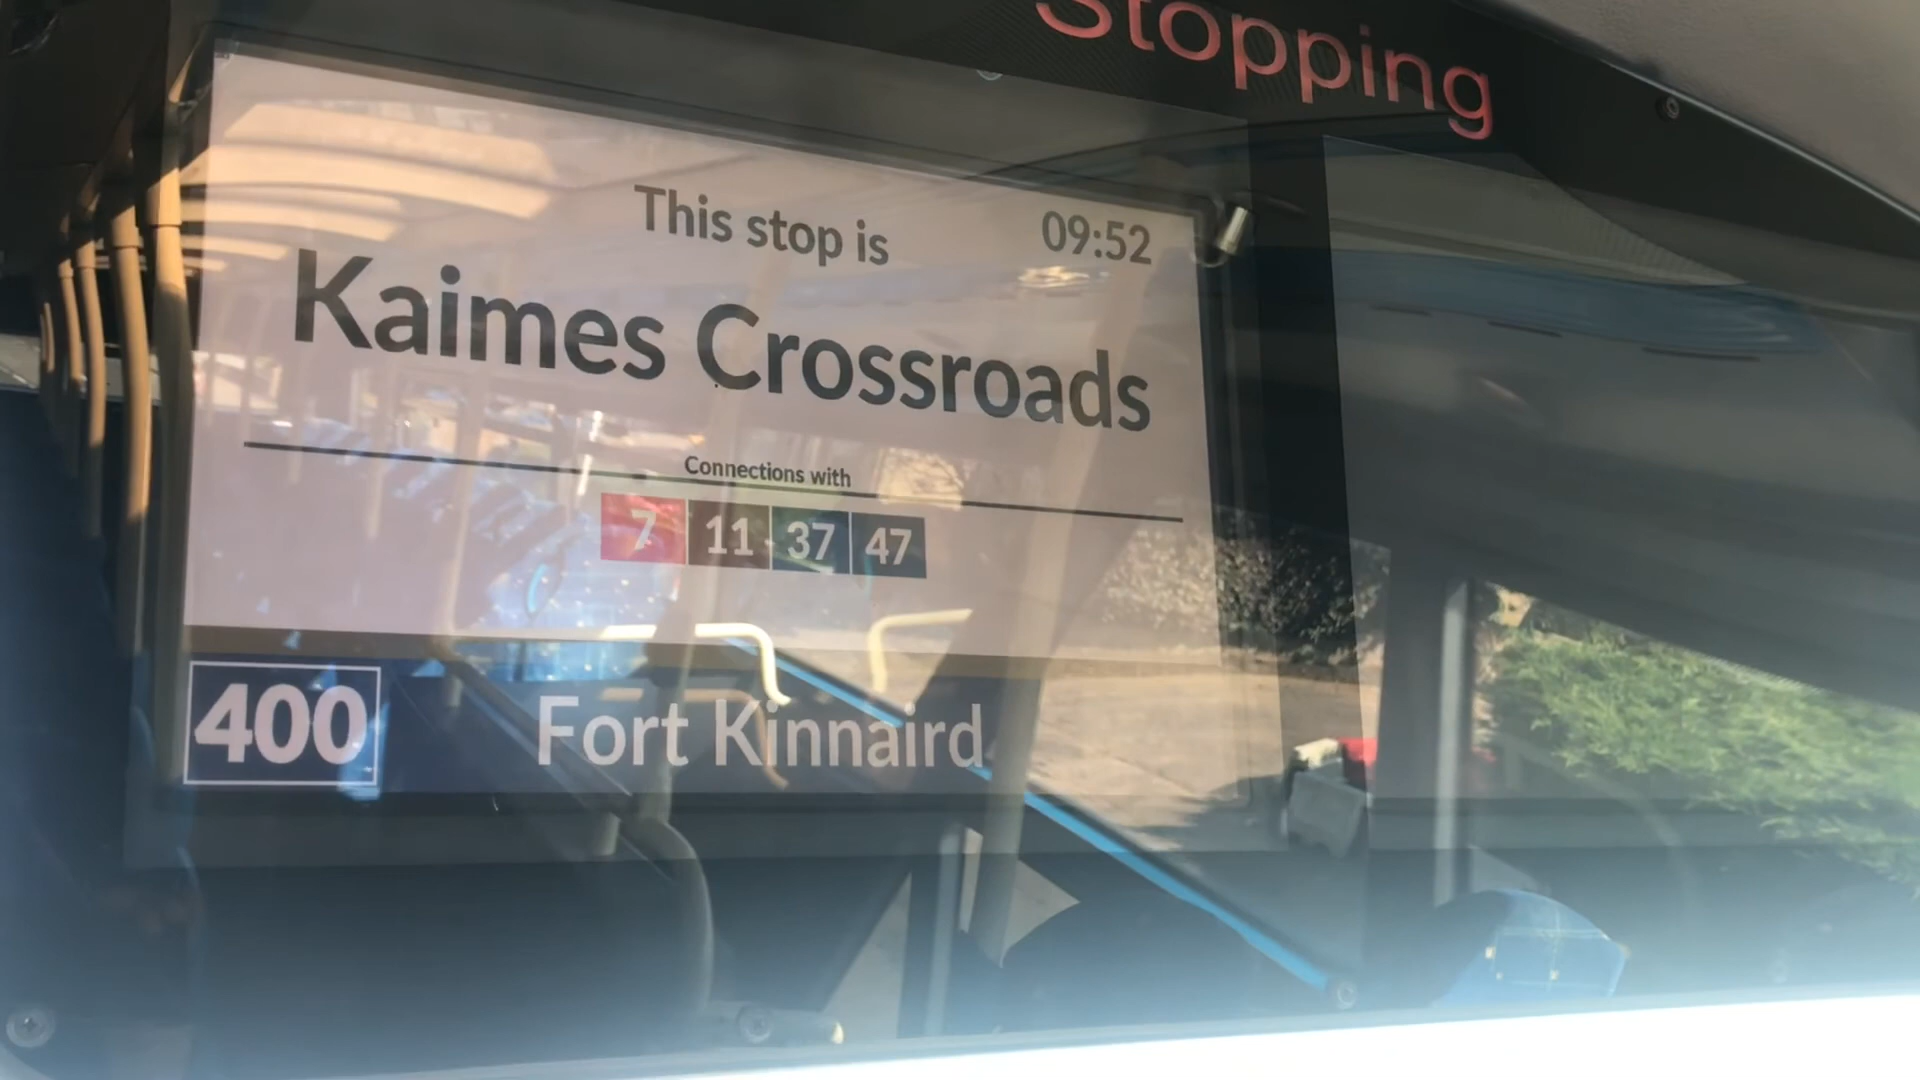 Stopping
This stop is 09:52
Kaimes Crossroads
Connections with
7 11 37 47
400 Fort Kinnaird